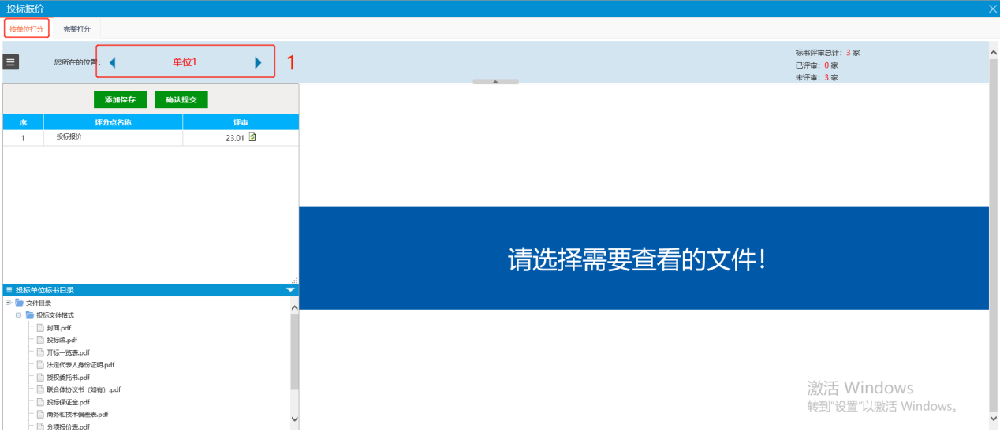 投标报价
按单位打分 完整打分
您所在的位置： 单位1 1
标书评审总计：3 家
已评审：0 家
未评审：3 家
添加保存 确认提交
序 评分点名称 评审
1 投标报价 23.01
请选择需要查看的文件！
投标单位标书目录
文件目录
投标文件格式
封面.pdf
投标函.pdf
开标一览表.pdf
法定代表人身份证明.pdf
授权委托书.pdf
联合体协议书（如有）.pdf
投标保证金.pdf
商务和技术偏差表.pdf
分项报价表.pdf
激活 Windows
转到"设置"以激活 Windows。